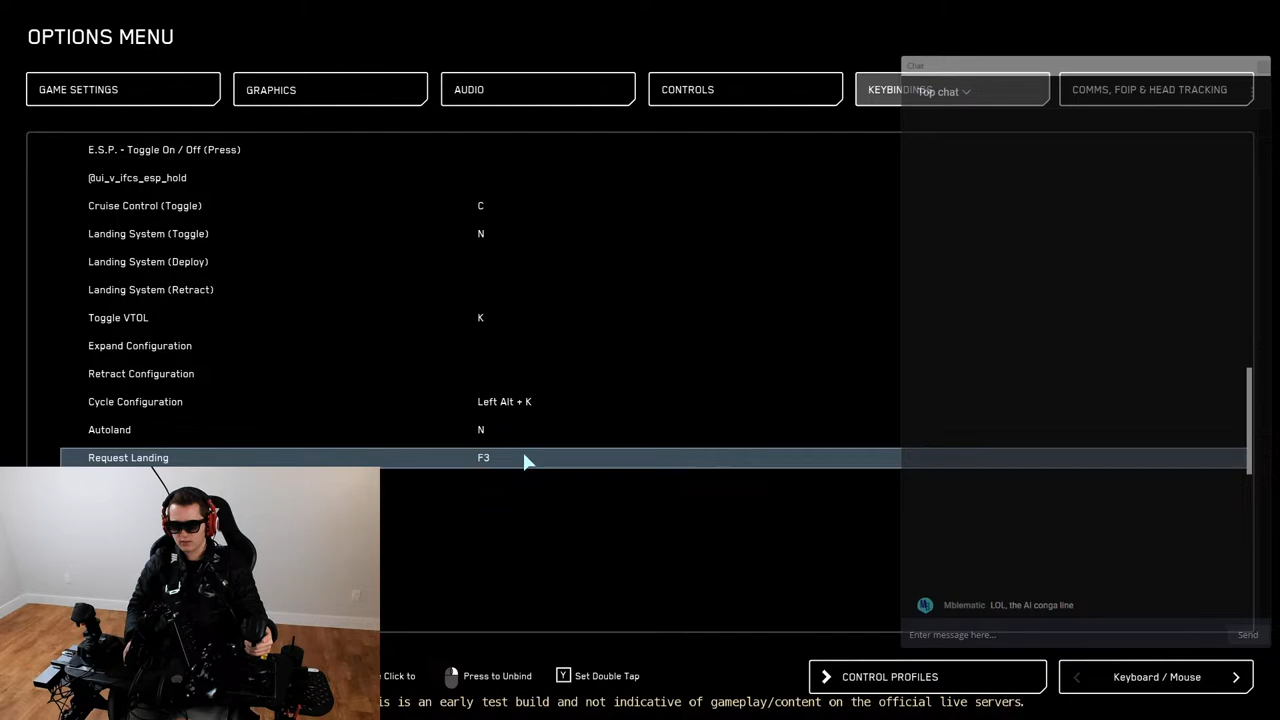 OPTIONS MENU
Chat
GAME SETTINGS
GRAPHICS
AUDIO
CONTROLS
KEYBINDINGS
Top chat
COMMS, FOIP & HEAD TRACKING
E.S.P. - Toggle On / Off (Press)
@ui_v_ifcs_esp_hold
Cruise Control (Toggle) C
Landing System (Toggle) N
Landing System (Deploy)
Landing System (Retract)
Toggle VTOL K
Expand Configuration
Retract Configuration
Cycle Configuration Left Alt + K
Autoland N
Request Landing F3
Mblematic LOL, the AI conga line
Enter message here... Send
Click to
Press to Unbind
Y Set Double Tap
CONTROL PROFILES
Keyboard / Mouse
is is an early test build and not indicative of gameplay/content on the official live servers.